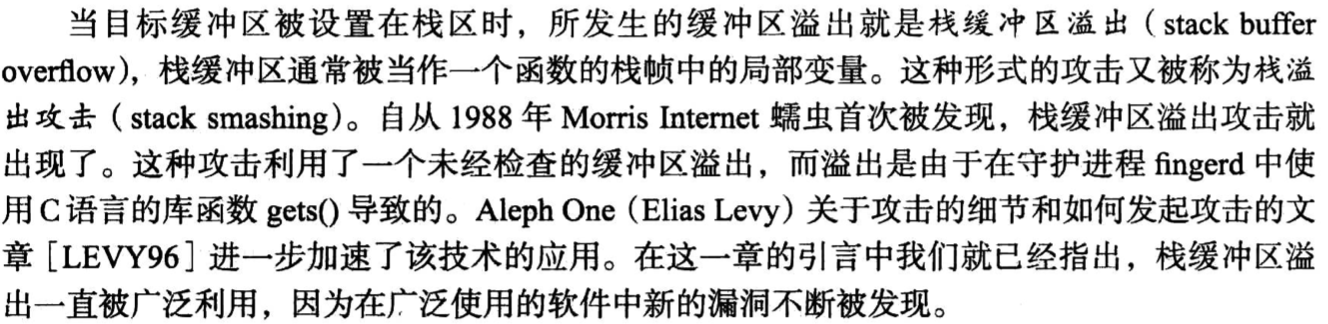 当目标缓冲区被设置在栈区时，所发生的缓冲区溢出就是栈缓冲区溢出（stack buffer
overflow），栈缓冲区通常被当作一个函数的栈帧中的局部变量。这种形式的攻击又被称为栈溢
出攻击（stack smashing）。自从 1988 年 Morris Internet 蠕虫首次被发现，栈缓冲区溢出攻击就
出现了。这种攻击利用了一个未经检查的缓冲区溢出，而溢出是由于在守护进程 fingerd 中使
用 C 语言的库函数 gets() 导致的。Aleph One（Elias Levy）关于攻击的细节和如何发起攻击的文
章［LEVY96］进一步加速了该技术的应用。在这一章的引言中我们就已经指出，栈缓冲区溢
出一直被广泛利用，因为在广泛使用的软件中新的漏洞不断被发现。